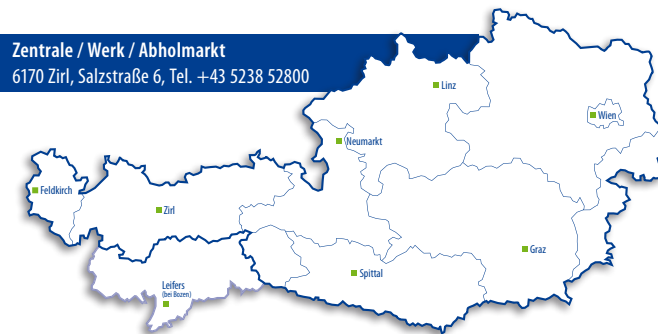 Zentrale / Werk / Abholmarkt
6170 Zirl, Salzstraße 6, Tel. +43 5238 52800
Linz
Wien
Neumarkt
Feldkirch
Zirl
Graz
Spittal
Leifers
(bei Bozen)